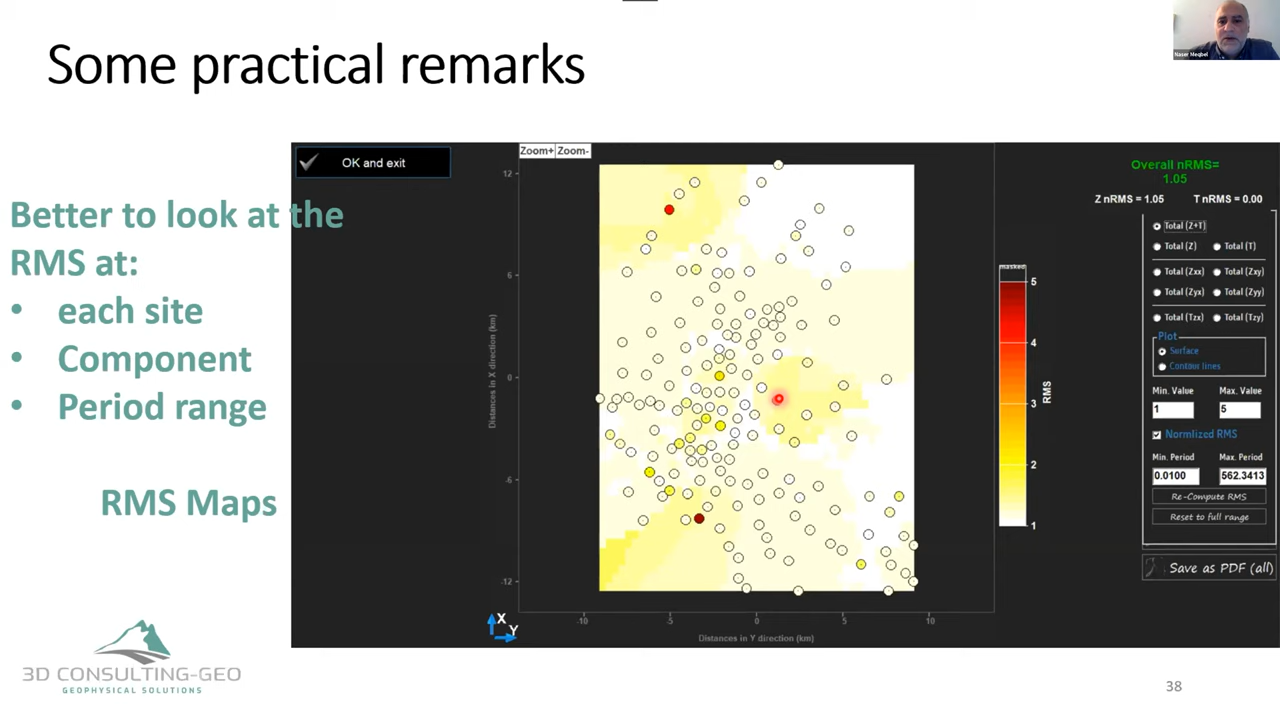 Some practical remarks
Naser Meqbel
Better to look at the
RMS at:
• each site
• Component
• Period range
RMS Maps
OK and exit
Zoom+ Zoom-
12
6
0
-6
-12
Distances in X direction (km)
-10 -5 0 5 10
Distances in Y direction (km)
X
Y
masked
5
4
3
2
1
RMS
Overall nRMS=
1.05
Z nRMS = 1.05 T nRMS = 0.00
Total (Z+T)
Total (Z) Total (T)
Total (Zxx) Total (Zxy)
Total (Zyx) Total (Zyy)
Total (Tzx) Total (Tzy)
Plot
Surface
Contour lines
Min. Value Max. Value
1 5
Normlized RMS
Min. Period Max. Period
0.0100 562.3413
Re-Compute RMS
Reset to full range
Save as PDF (all)
3D CONSULTING-GEO
GEOPHYSICAL SOLUTIONS
38